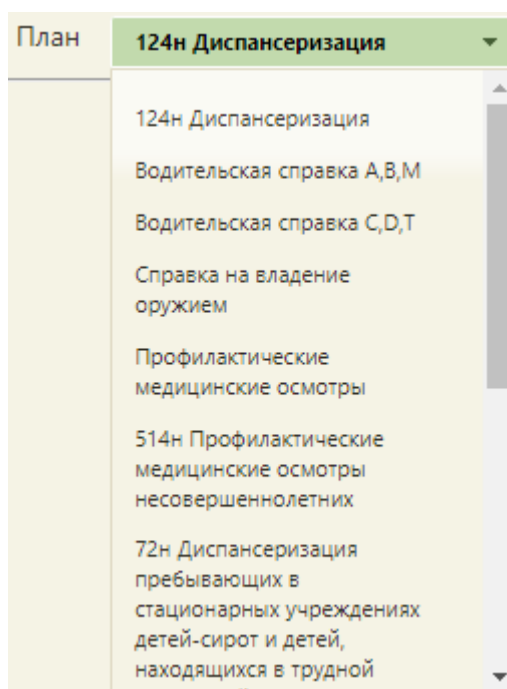 План
124н Диспансеризация
124н Диспансеризация
Водительская справка A,B,M
Водительская справка C,D,T
Справка на владение
оружием
Профилактические
медицинские осмотры
514н Профилактические
медицинские осмотры
несовершеннолетних
72н Диспансеризация
пребывающих в
стационарных учреждениях
детей-сирот и детей,
находящихся в трудной